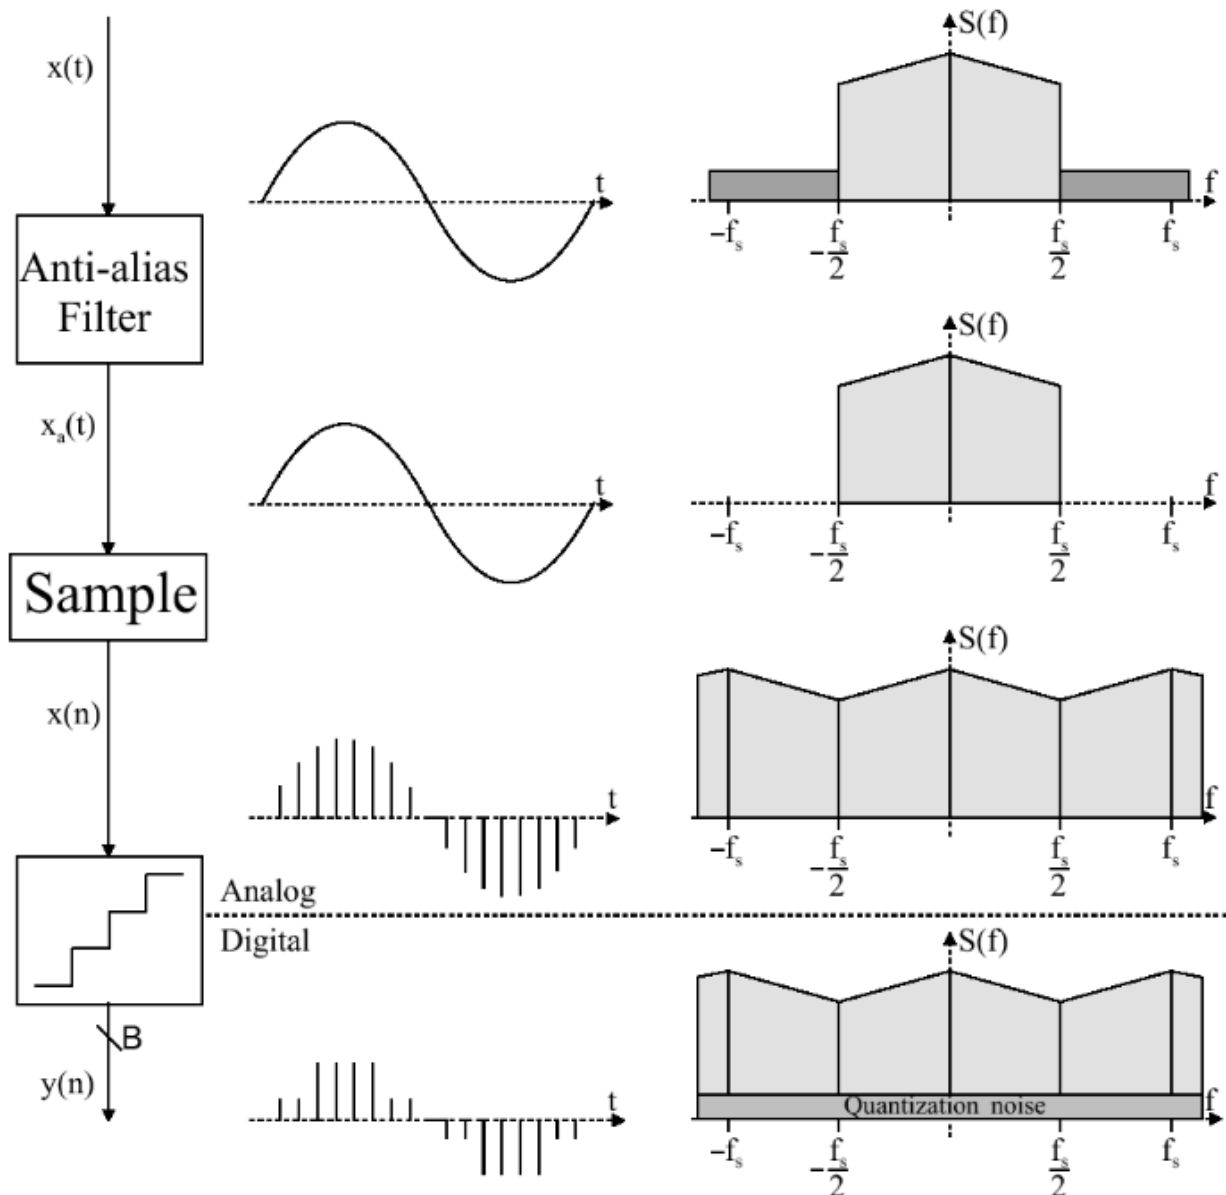 x(t)
S(f)
t
f
–fₛ
–fₛ/2
fₛ/2
fₛ
Anti-alias
Filter
xₐ(t)
S(f)
t
f
–fₛ
–fₛ/2
fₛ/2
fₛ
Sample
x(n)
S(f)
t
f
–fₛ
–fₛ/2
fₛ/2
fₛ
Analog
Digital
S(f)
B
y(n)
t
Quantization noise
f
–fₛ
–fₛ/2
fₛ/2
fₛ